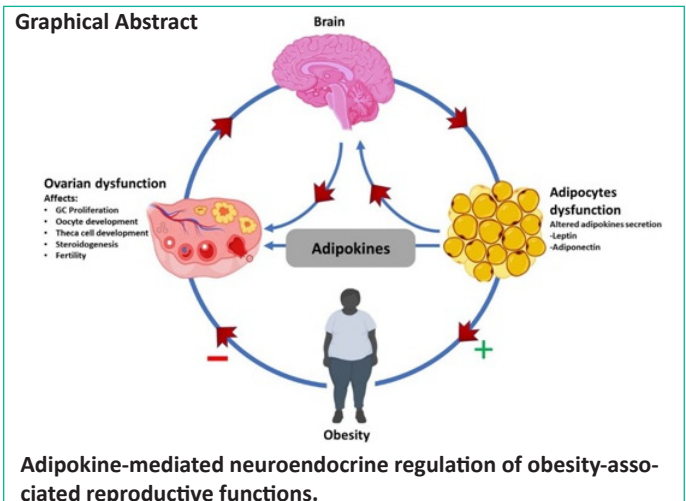 Graphical Abstract
Brain
Ovarian dysfunction
Affects:
• GC Proliferation
• Oocyte development
• Theca cell development
• Steroidogenesis
• Fertility
Adipocytes
dysfunction
Altered adipokines secretion
-Leptin
-Adiponectin
Adipokines
−
+
Obesity
Adipokine-mediated neuroendocrine regulation of obesity-asso-
ciated reproductive functions.